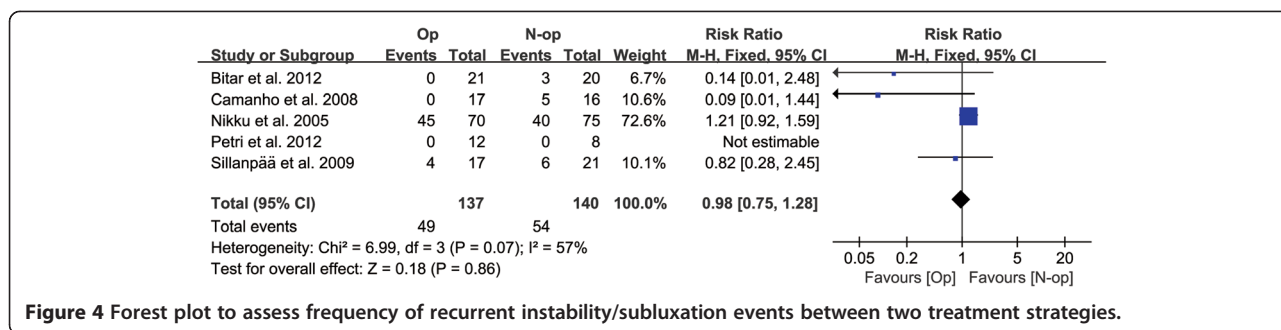 Op N-op Risk Ratio Risk Ratio
Study or Subgroup Events Total Events Total Weight M-H, Fixed, 95% CI M-H, Fixed, 95% CI
Bitar et al. 2012 0 21 3 20 6.7% 0.14 [0.01, 2.48]
Camanho et al. 2008 0 17 5 16 10.6% 0.09 [0.01, 1.44]
Nikku et al. 2005 45 70 40 75 72.6% 1.21 [0.92, 1.59]
Petri et al. 2012 0 12 0 8 Not estimable
Sillanpää et al. 2009 4 17 6 21 10.1% 0.82 [0.28, 2.45]
Total (95% CI) 137 140 100.0% 0.98 [0.75, 1.28]
Total events 49 54
Heterogeneity: Chi² = 6.99, df = 3 (P = 0.07); I² = 57%
Test for overall effect: Z = 0.18 (P = 0.86)
0.05 0.2 1 5 20
Favours [Op] Favours [N-op]
Figure 4 Forest plot to assess frequency of recurrent instability/subluxation events between two treatment strategies.